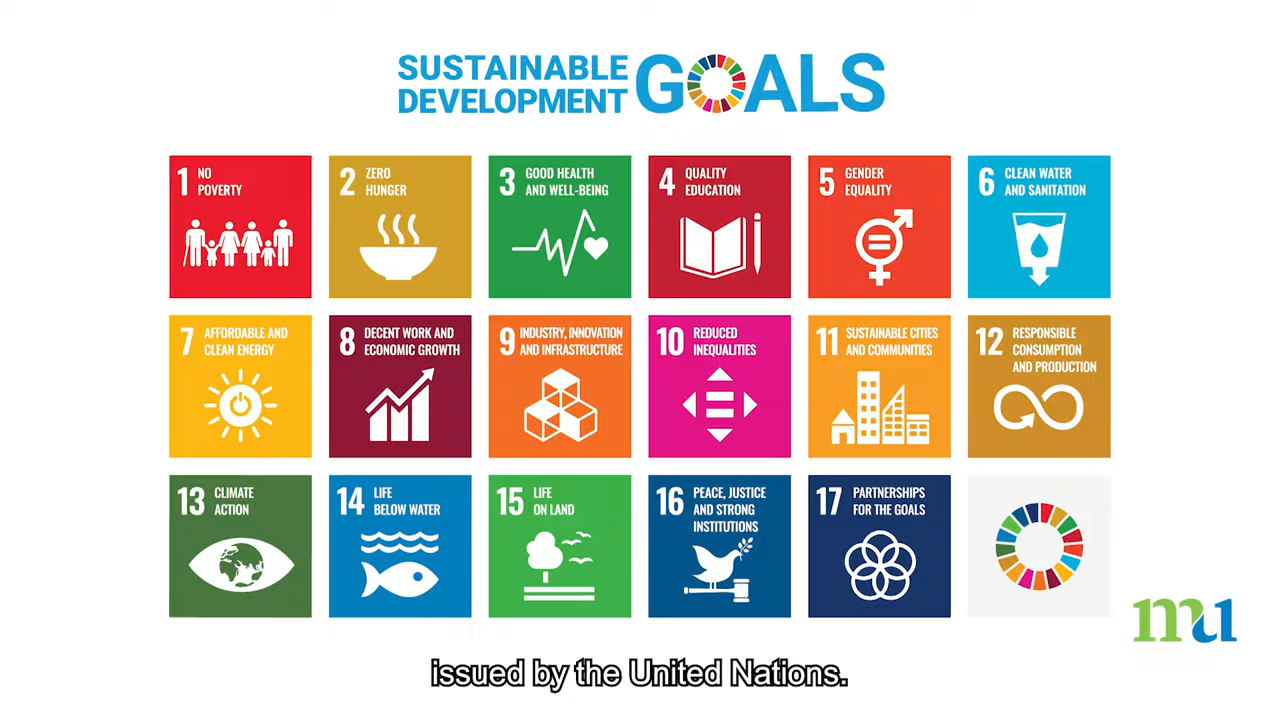 SUSTAINABLE
DEVELOPMENT
GOALS
1 NO
POVERTY
2 ZERO
HUNGER
3 GOOD HEALTH
AND WELL-BEING
4 QUALITY
EDUCATION
5 GENDER
EQUALITY
6 CLEAN WATER
AND SANITATION
7 AFFORDABLE AND
CLEAN ENERGY
8 DECENT WORK AND
ECONOMIC GROWTH
9 INDUSTRY, INNOVATION
AND INFRASTRUCTURE
10 REDUCED
INEQUALITIES
11 SUSTAINABLE CITIES
AND COMMUNITIES
12 RESPONSIBLE
CONSUMPTION
AND PRODUCTION
13 CLIMATE
ACTION
14 LIFE
BELOW WATER
15 LIFE
ON LAND
16 PEACE, JUSTICE
AND STRONG
INSTITUTIONS
17 PARTNERSHIPS
FOR THE GOALS
mu
issued by the United Nations.